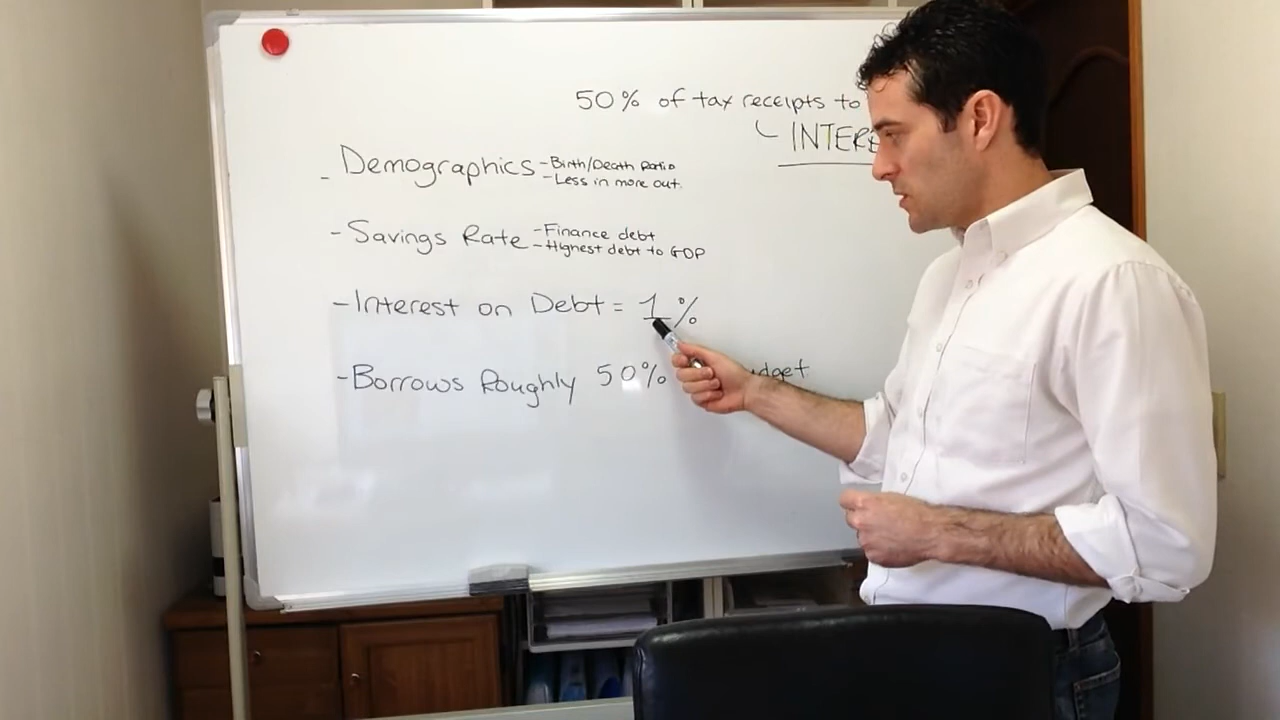 50% of tax receipts to
INTERE
- Demographics - Birth/Death Ratio
- Less in more out.
- Savings Rate - Finance debt
- Highest debt to GDP
- Interest on Debt = 1%
- Borrows Roughly 50%